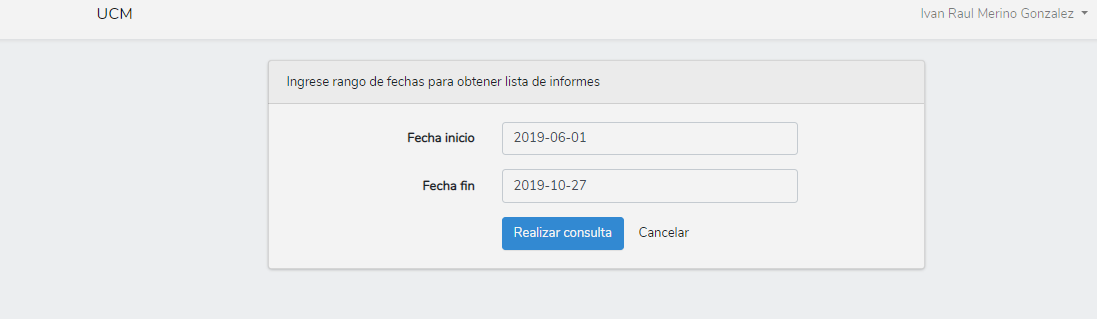 UCM
Ivan Raul Merino Gonzalez
Ingrese rango de fechas para obtener lista de informes
Fecha inicio 2019-06-01
Fecha fin 2019-10-27
Realizar consulta Cancelar